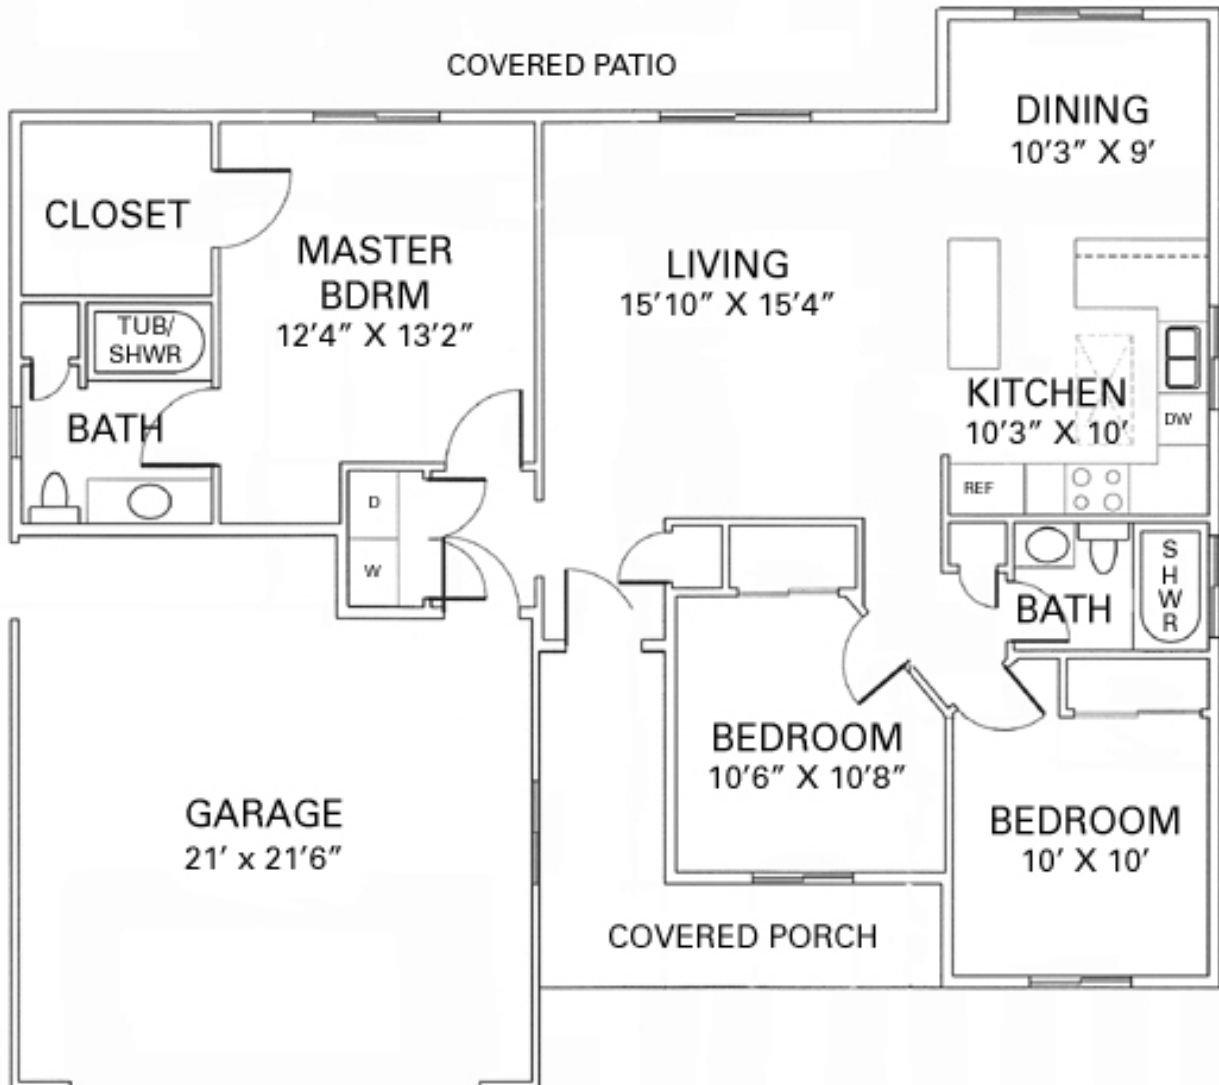 COVERED PATIO
DINING
10'3" X 9'
CLOSET
MASTER
BDRM
12'4" X 13'2"
LIVING
15'10" X 15'4"
TUB/
SHWR
KITCHEN
10'3" X 10'
DW
BATH
REF
D
W
SHWR
BATH
BEDROOM
10'6" X 10'8"
GARAGE
21' x 21'6"
BEDROOM
10' X 10'
COVERED PORCH